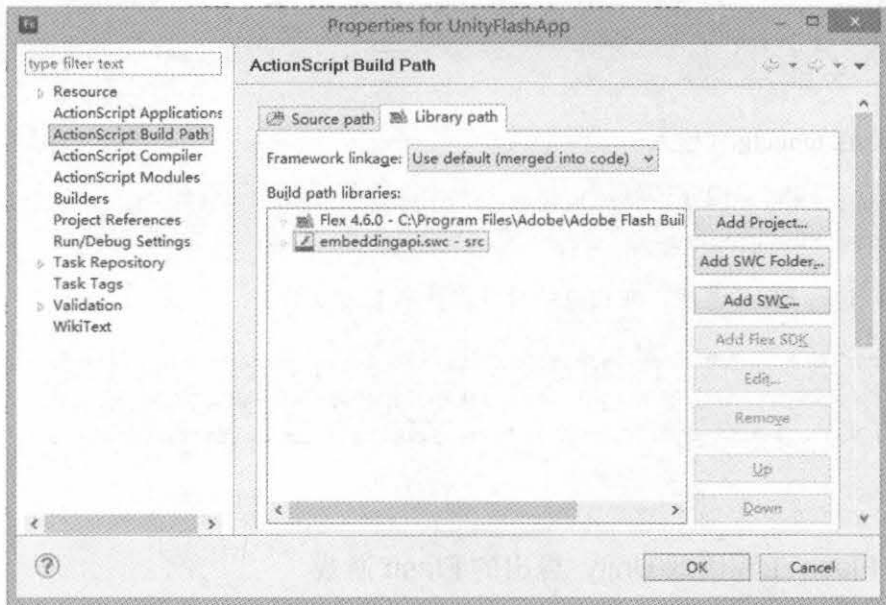 Fb
Properties for UnityFlashApp
type filter text
Resource
ActionScript Applications
ActionScript Build Path
ActionScript Compiler
ActionScript Modules
Builders
Project References
Run/Debug Settings
Task Repository
Task Tags
Validation
WikiText
ActionScript Build Path
Source path
Library path
Framework linkage: Use default (merged into code)
Build path libraries:
Flex 4.6.0 - C:\Program Files\Adobe\Adobe Flash Buil
embeddingapi.swc - src
Add Project...
Add SWC Folder...
Add SWC...
Add Flex SDK
Edit...
Remove
Up
Down
OK
Cancel